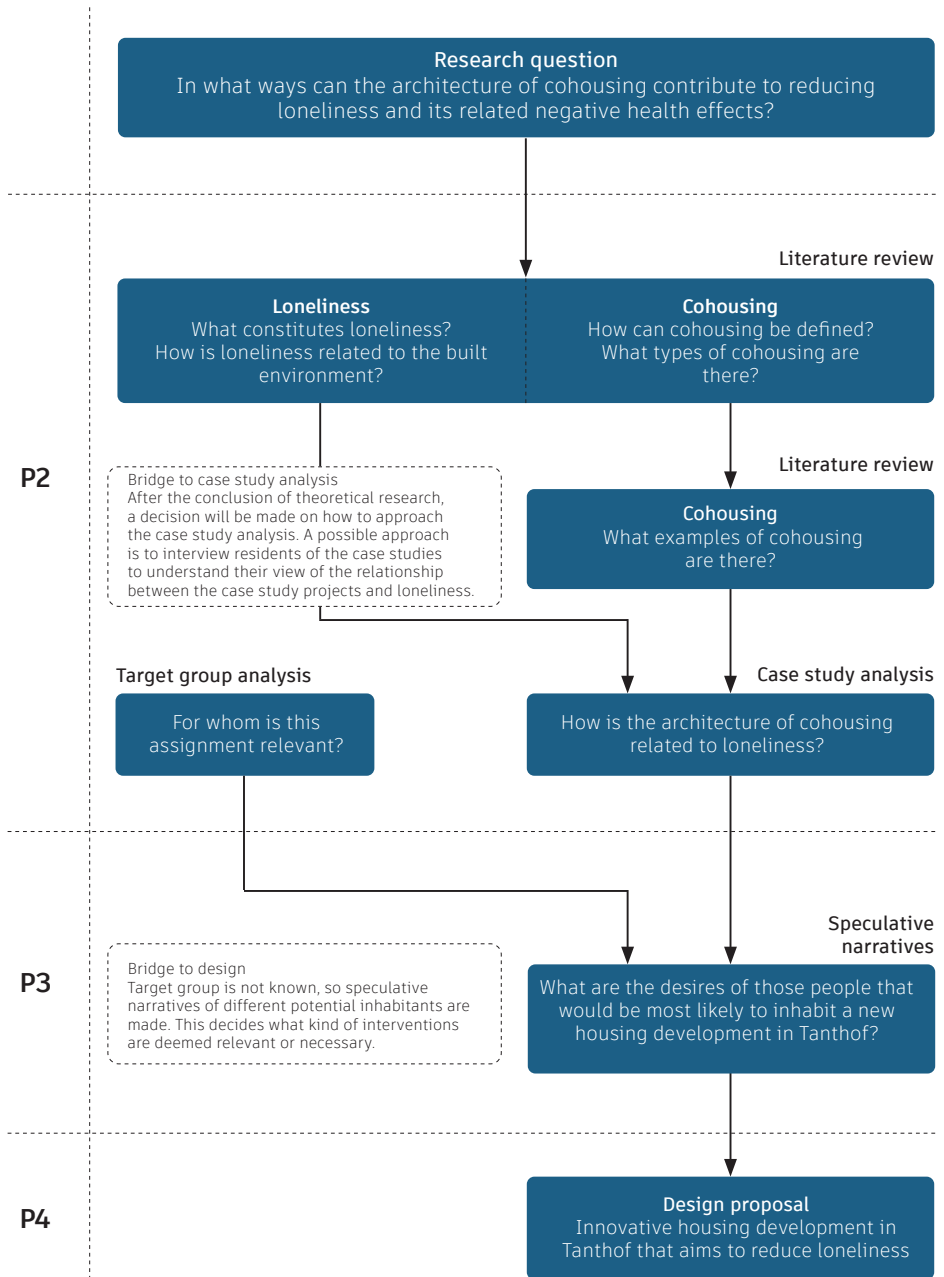 Research question
In what ways can the architecture of cohousing contribute to reducing
loneliness and its related negative health effects?
Literature review
Loneliness
What constitutes loneliness?
How is loneliness related to the built
environment?
Cohousing
How can cohousing be defined?
What types of cohousing are
there?
P2
Bridge to case study analysis
After the conclusion of theoretical research,
a decision will be made on how to approach
the case study analysis. A possible approach
is to interview residents of the case studies
to understand their view of the relationship
between the case study projects and loneliness.
Literature review
Cohousing
What examples of cohousing
are there?
Target group analysis
For whom is this
assignment relevant?
Case study analysis
How is the architecture of cohousing
related to loneliness?
P3
Bridge to design
Target group is not known, so speculative
narratives of different potential inhabitants are
made. This decides what kind of interventions
are deemed relevant or necessary.
Speculative
narratives
What are the desires of those people that
would be most likely to inhabit a new
housing development in Tanthof?
P4
Design proposal
Innovative housing development in
Tanthof that aims to reduce loneliness